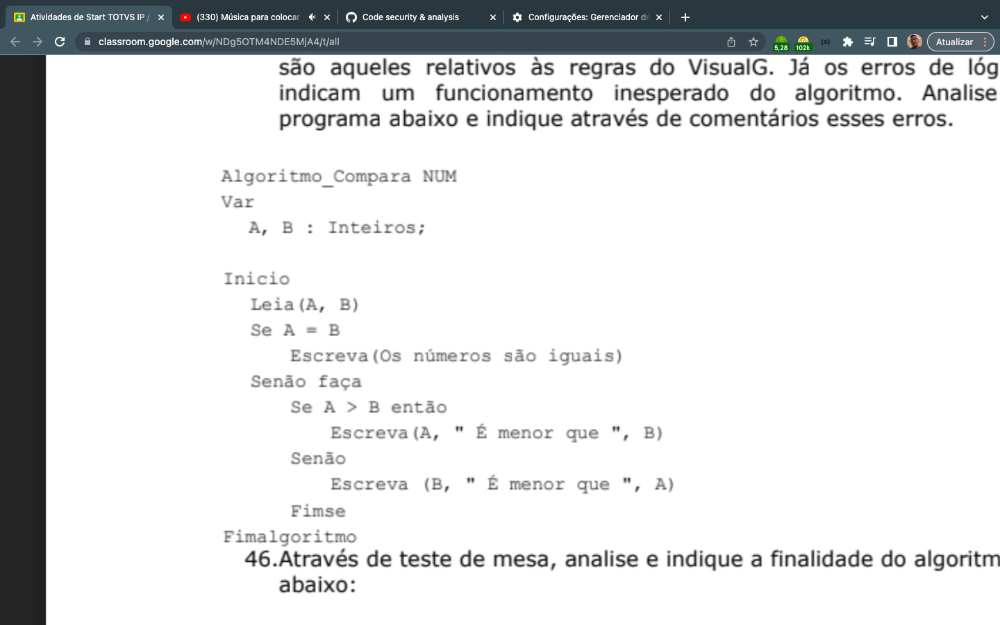 Atividades de Start TOTVS IP /
(330) Música para colocar
Code security & analysis
Configurações: Gerenciador de
classroom.google.com/w/NDg5OTM4NDE5MjA4/t/all
5,28
102k
Atualizar
são aqueles relativos às regras do VisualG. Já os erros de lóg
indicam um funcionamento inesperado do algoritmo. Analise
programa abaixo e indique através de comentários esses erros.
Algoritmo_Compara NUM
Var
A, B : Inteiros;
Inicio
Leia(A, B)
Se A = B
Escreva(Os números são iguais)
Senão faça
Se A > B então
Escreva(A, " É menor que ", B)
Senão
Escreva (B, " É menor que ", A)
Fimse
Fimalgoritmo
46.Através de teste de mesa, analise e indique a finalidade do algoritm
abaixo: